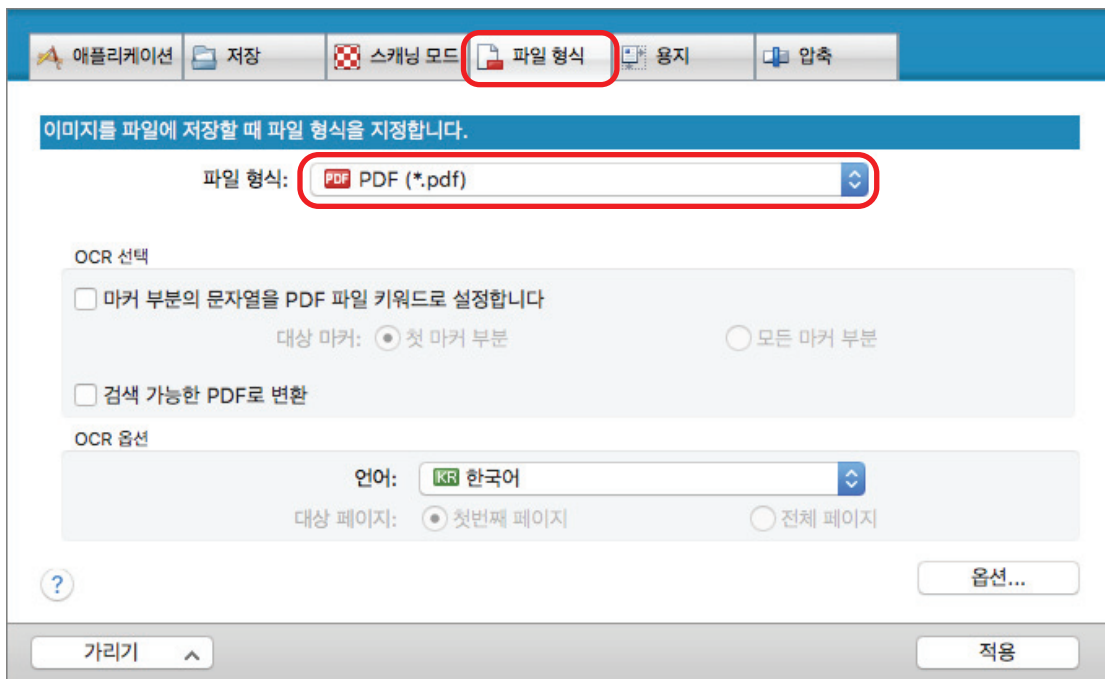 애플리케이션 저장 스캐닝 모드 파일 형식 용지 압축
이미지를 파일에 저장할 때 파일 형식을 지정합니다.
파일 형식: PDF PDF (*.pdf)
OCR 선택
마커 부분의 문자열을 PDF 파일 키워드로 설정합니다
대상 마커: 첫 마커 부분 모든 마커 부분
검색 가능한 PDF로 변환
OCR 옵션
언어: KR 한국어
대상 페이지: 첫번째 페이지 전체 페이지
? 옵션...
가리기 적용